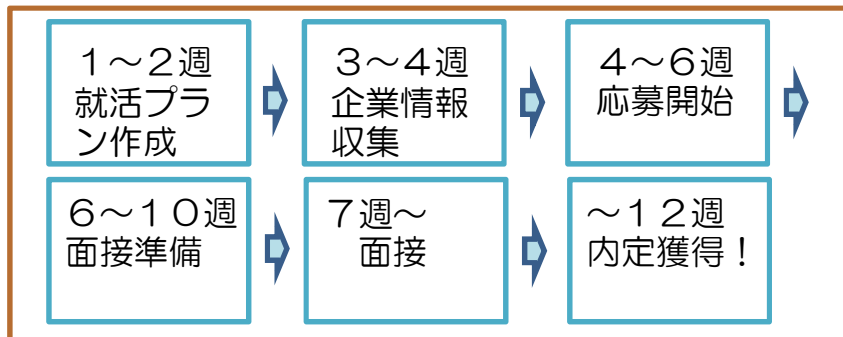 1～2週
就活プラ
ン作成
3～4週
企業情報
収集
4～6週
応募開始
6～10週
面接準備
7週～
面接
～12週
内定獲得！